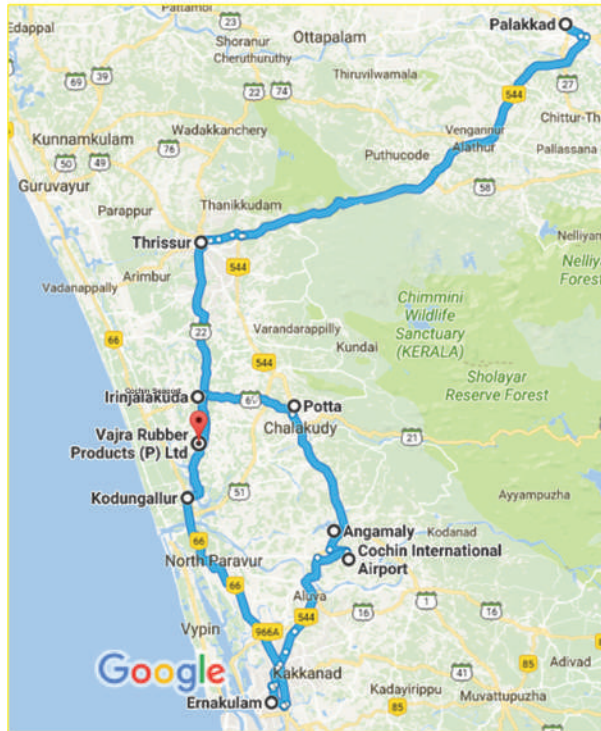 Edappal
Pattambi
23
Palakkad
Shoranur
Ottapalam
Cheruthuruthy
Thiruvilwamala
69
39
22
74
544
27
Chittur-Th
Kunnamkulam
Wadakkanchery
Vengannur
Alathur
Pallassana
50
49
76
Puthucode
Guruvayur
58
Parappur
Thanikkudam
Thrissur
Nelliyam
Arimbur
544
Nelliy
Forest
Vadanappally
Chimmini
Wildlife
Sanctuary
(KERALA)
66
22
Varandarappilly
Kundai
544
Sholayar
Reserve Forest
Irinjalakuda
Potta
Chalakudy
Vajra Rubber
Products (P) Ltd
21
Kodungallur
51
Ayyampuzha
Angamaly
Kodanad
66
Cochin International
Airport
North Paravur
66
Aluva
544
16
1
16
Vypin
966A
Google
Kakkanad
85
Adivad
41
Kadayirippu
Muvattupuzha
Ernakulam
85